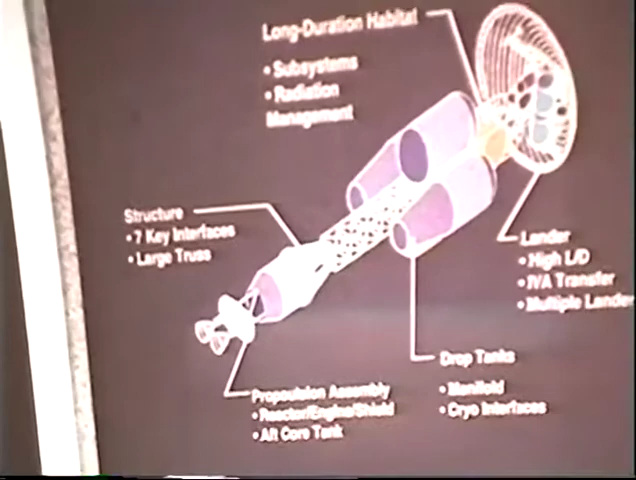 Long-Duration Habitat
• Subsystems
• Radiation
Management
Structure
• 7 Key Interfaces
• Large Truss
Lander
• High L/D
• IVA Transfer
• Multiple Lander
Drop Tanks
• Manifold
• Cryo Interfaces
Propulsion Assembly
• Reactor/Engine/Shield
• Aft Core Tank